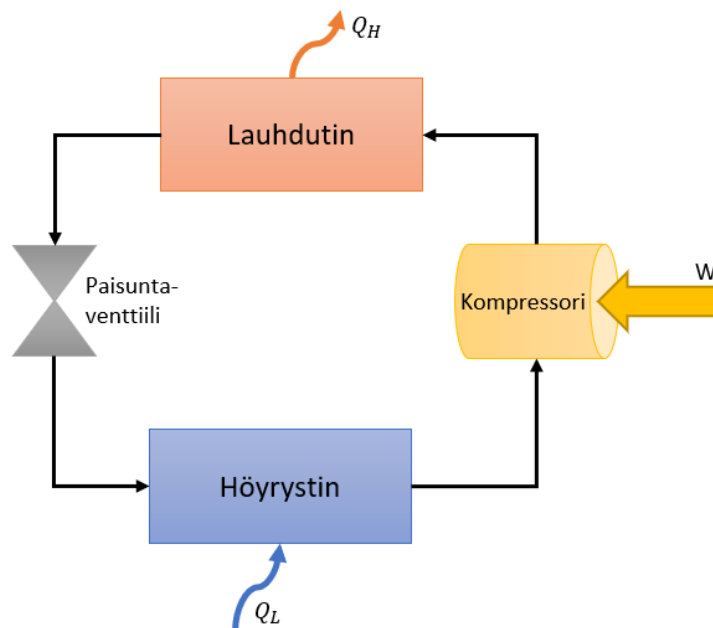 Q_H
Lauhdutin
Paisunta-
venttiili
Kompressori
W
Höyrystin
Q_L